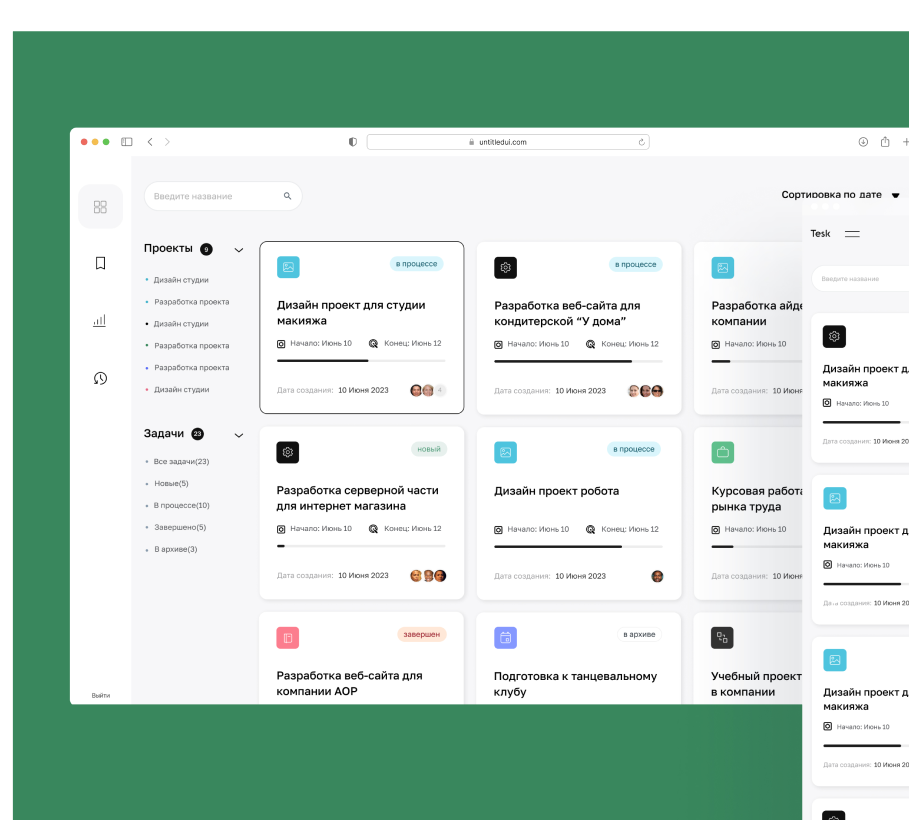 untitledui.com
Введите название
Сортировка по дате
Проекты 9
Дизайн студии
Разработка проекта
Дизайн студии
Разработка проекта
Разработка проекта
Дизайн студии
Задачи 23
Все задачи(23)
Новые(5)
В процессе(10)
Завершено(5)
В архиве(3)
Выйти
в процессе
Дизайн проект для студии
макияжа
Начало: Июнь 10 Конец: Июнь 12
Дата создания: 10 Июня 2023 4
в процессе
Разработка веб-сайта для
кондитерской “У дома”
Начало: Июнь 10 Конец: Июнь 12
Дата создания: 10 Июня 2023
Разработка айде
компании
Начало: Июнь 10
Дата создания: 10 Июня
новый
Разработка серверной части
для интернет магазина
Начало: Июнь 10 Конец: Июнь 12
Дата создания: 10 Июня 2023
в процессе
Дизайн проект робота
Начало: Июнь 10 Конец: Июнь 12
Дата создания: 10 Июня 2023
Курсовая работа
рынка труда
Начало: Июнь 10
Дата создания: 10 Июня
завершен
Разработка веб-сайта для
компании АОР
в архиве
Подготовка к танцевальному
клубу
Учебный проект
в компании
Tesk
Введите название
Дизайн проект
макияжа
Начало: Июнь 10
Дата создания: 10 Июня 20
Дизайн проект
макияжа
Начало: Июнь 10
создания: 10 Июня 20
Дизайн проект
макияжа
Начало: Июнь 10
Дата создания: 10 Июня 20